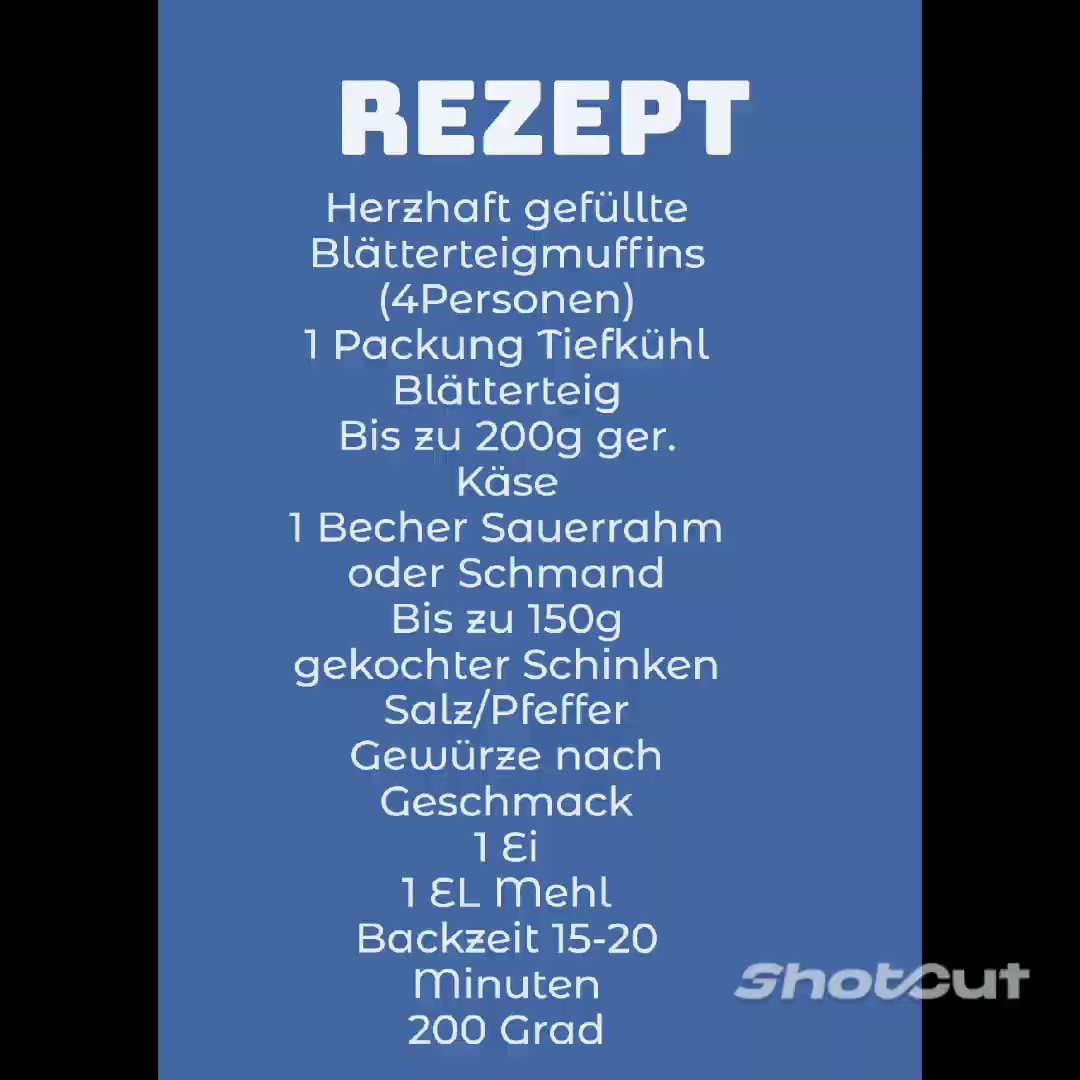 REZEPT
Herzhaft gefüllte
Blätterteigmuffins
(4Personen)
1 Packung Tiefkühl
Blätterteig
Bis zu 200g ger.
Käse
1 Becher Sauerrahm
oder Schmand
Bis zu 150g
gekochter Schinken
Salz/Pfeffer
Gewürze nach
Geschmack
1 Ei
1 EL Mehl
Backzeit 15-20
Minuten
200 Grad
ShotCut